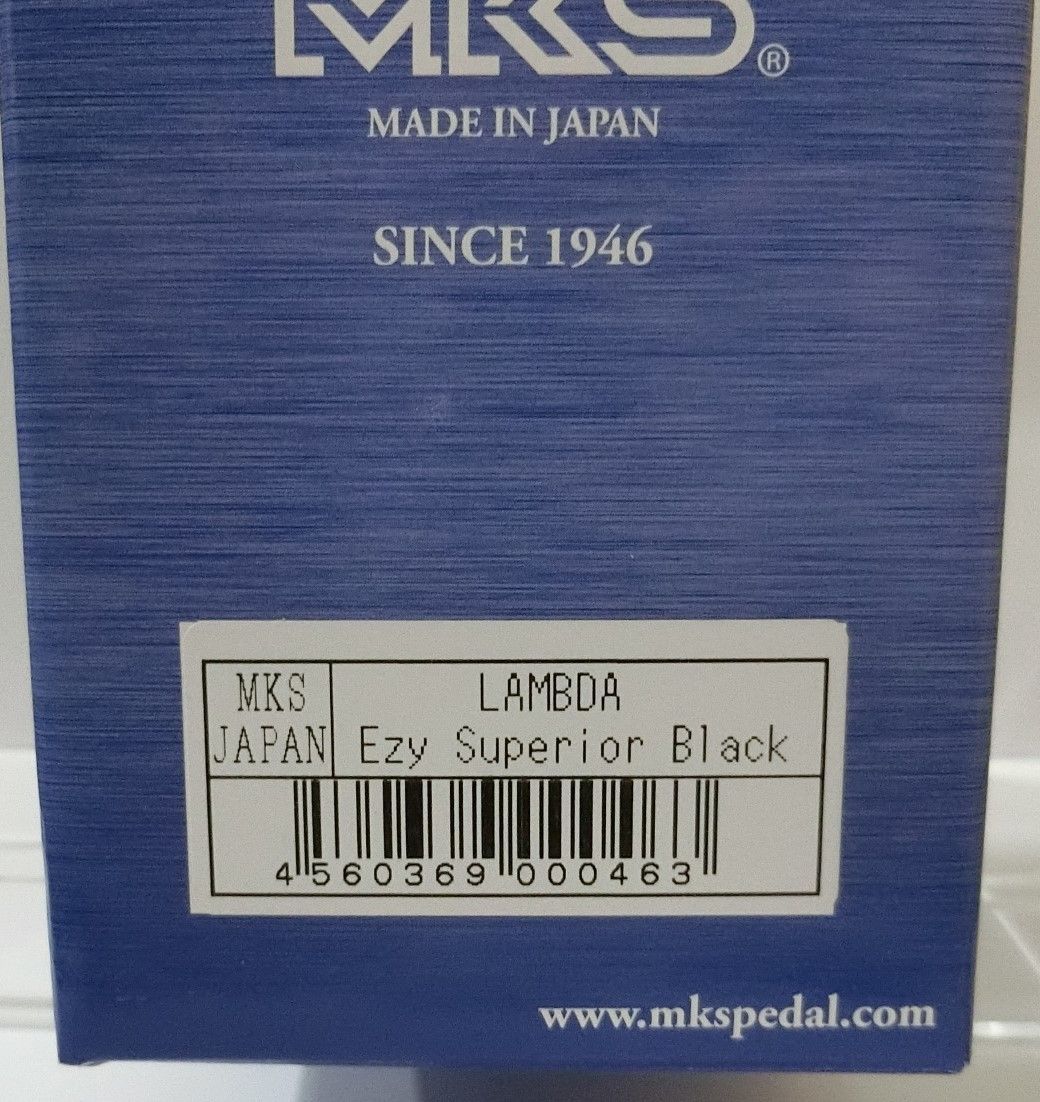 MKS®
MADE IN JAPAN
SINCE 1946
MKS
JAPAN
LAMBDA
Ezy Superior Black
4 560369 000463
www.mkspedal.com